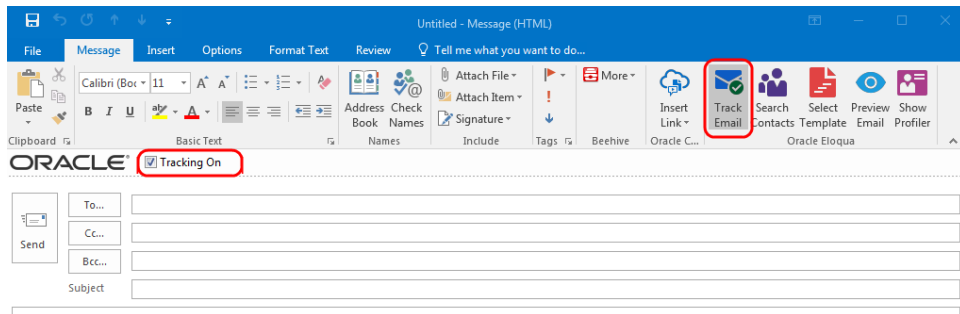 Untitled - Message (HTML)
File Message Insert Options Format Text Review Tell me what you want to do...
Calibri (Boc 11 A A
Attach File
More
Attach Item
!
Paste
B I U aby A
Address Check
Book Names
Signature
Insert
Link
Track
Email
Search
Contacts
Select
Template
Preview
Email
Show
Profiler
Clipboard Basic Text Names Include Tags Beehive Oracle C... Oracle Eloqua
ORACLE® Tracking On
To...
Send
Cc...
Bcc...
Subject